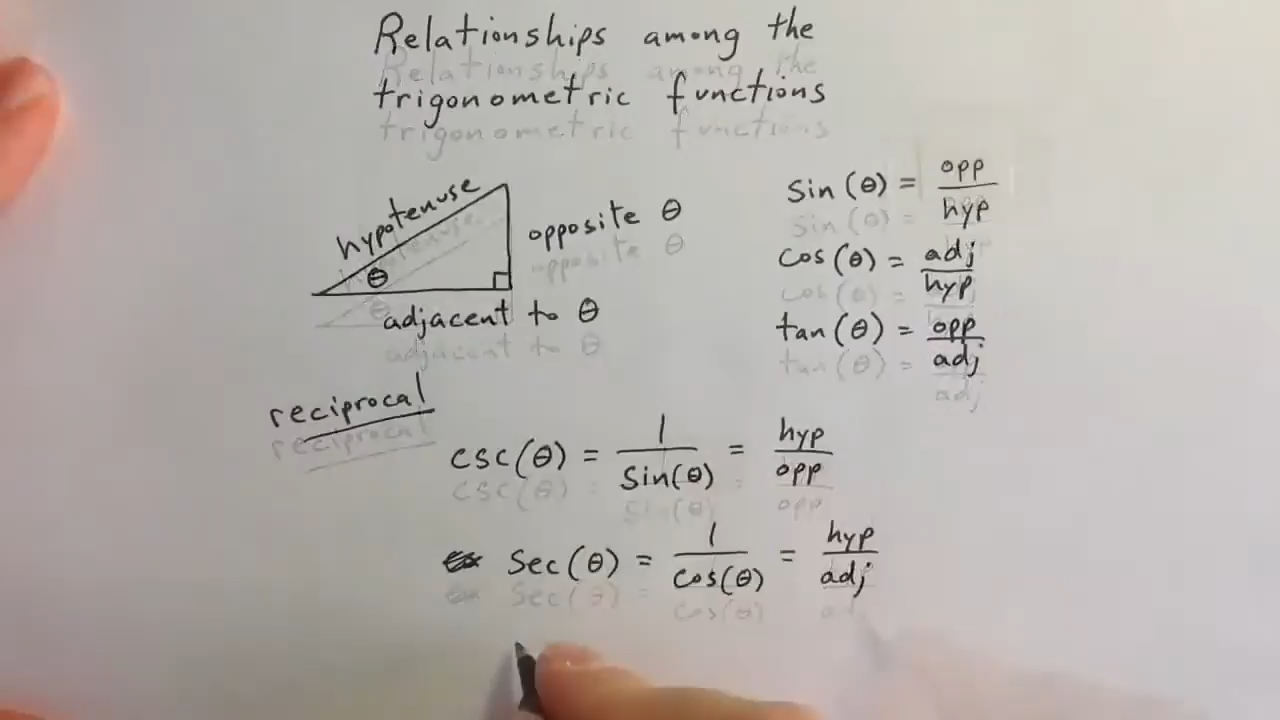 Relationships among the
trigonometric functions
hypotenuse
θ
opposite θ
adjacent to θ
sin(θ) = opp/hyp
cos(θ) = adj/hyp
tan(θ) = opp/adj
reciprocal
csc(θ) = 1/sin(θ) = hyp/opp
sec(θ) = 1/cos(θ) = hyp/adj